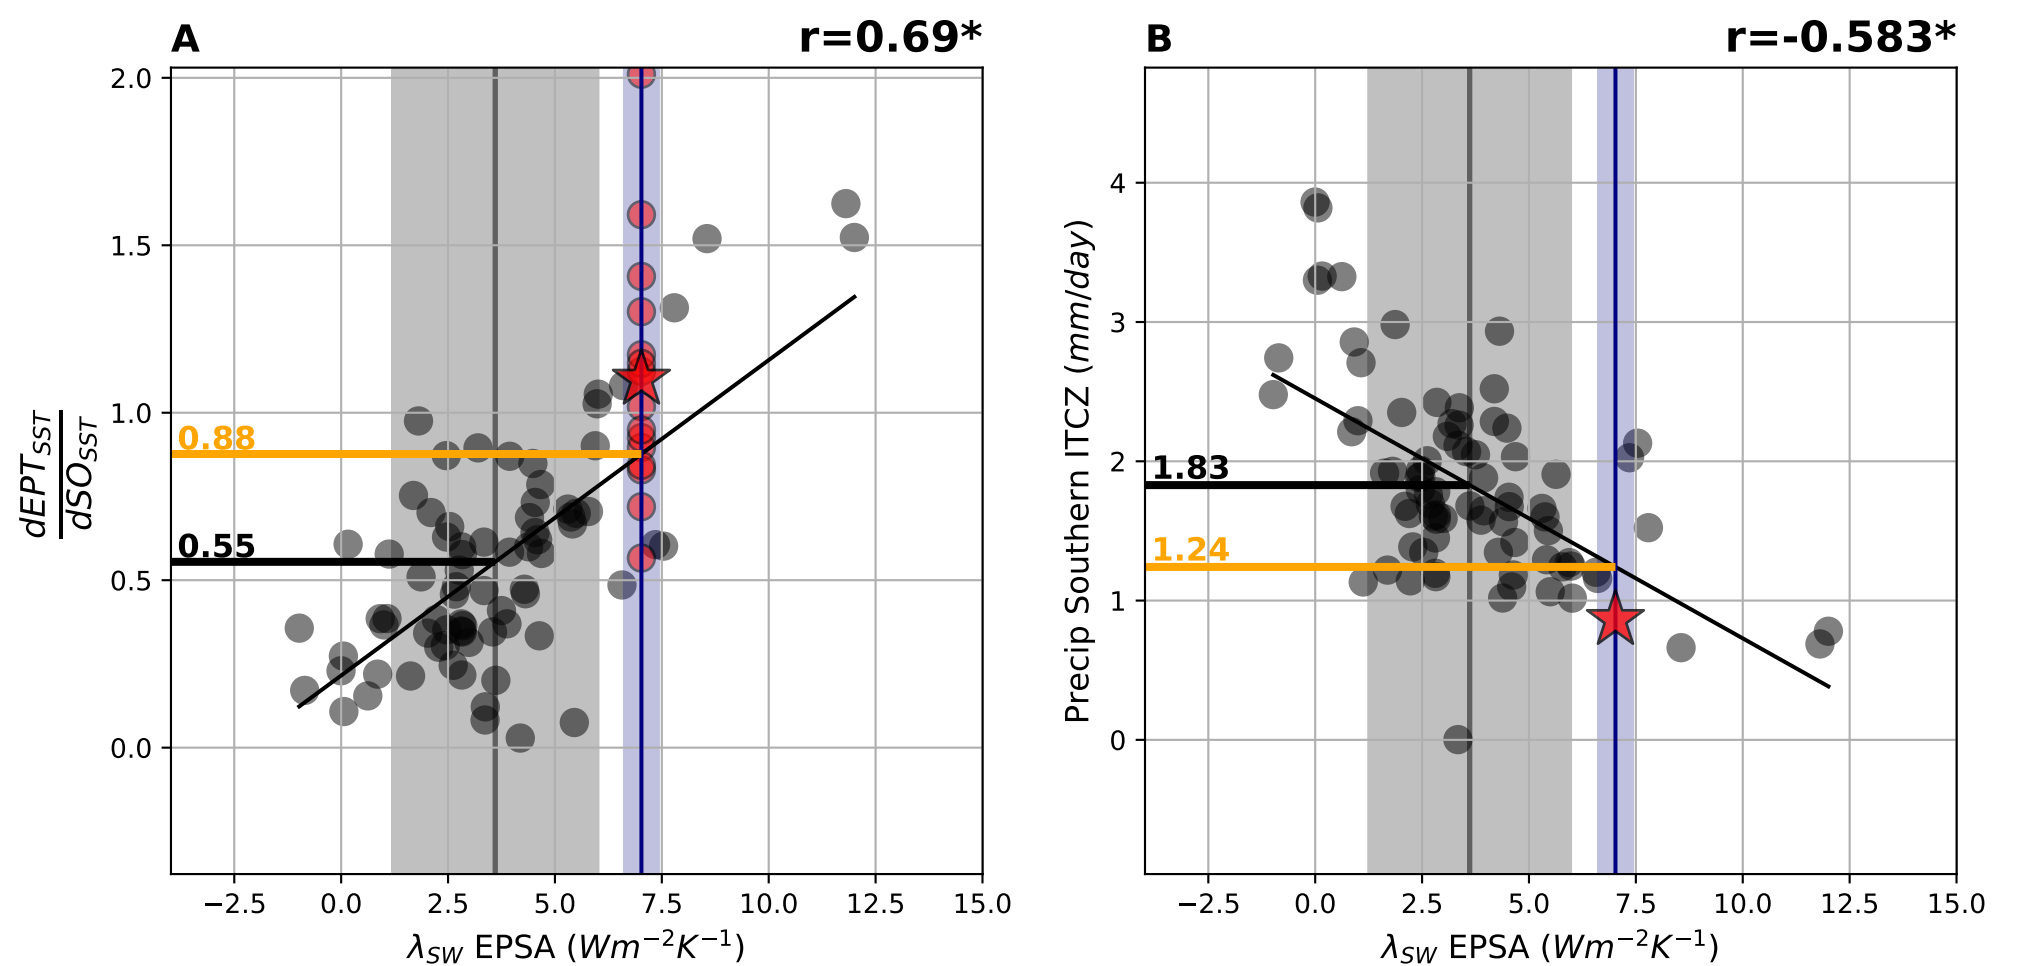 A
r=0.69*
2.0
1.5
1.0
0.5
0.0
0.88
0.55
dEPT_SST
dSO_SST
−2.5 0.0 2.5 5.0 7.5 10.0 12.5 15.0
λ_SW EPSA (Wm⁻²K⁻¹)
B
r=-0.583*
4
3
2
1
0
1.83
1.24
Precip Southern ITCZ (mm/day)
−2.5 0.0 2.5 5.0 7.5 10.0 12.5 15.0
λ_SW EPSA (Wm⁻²K⁻¹)